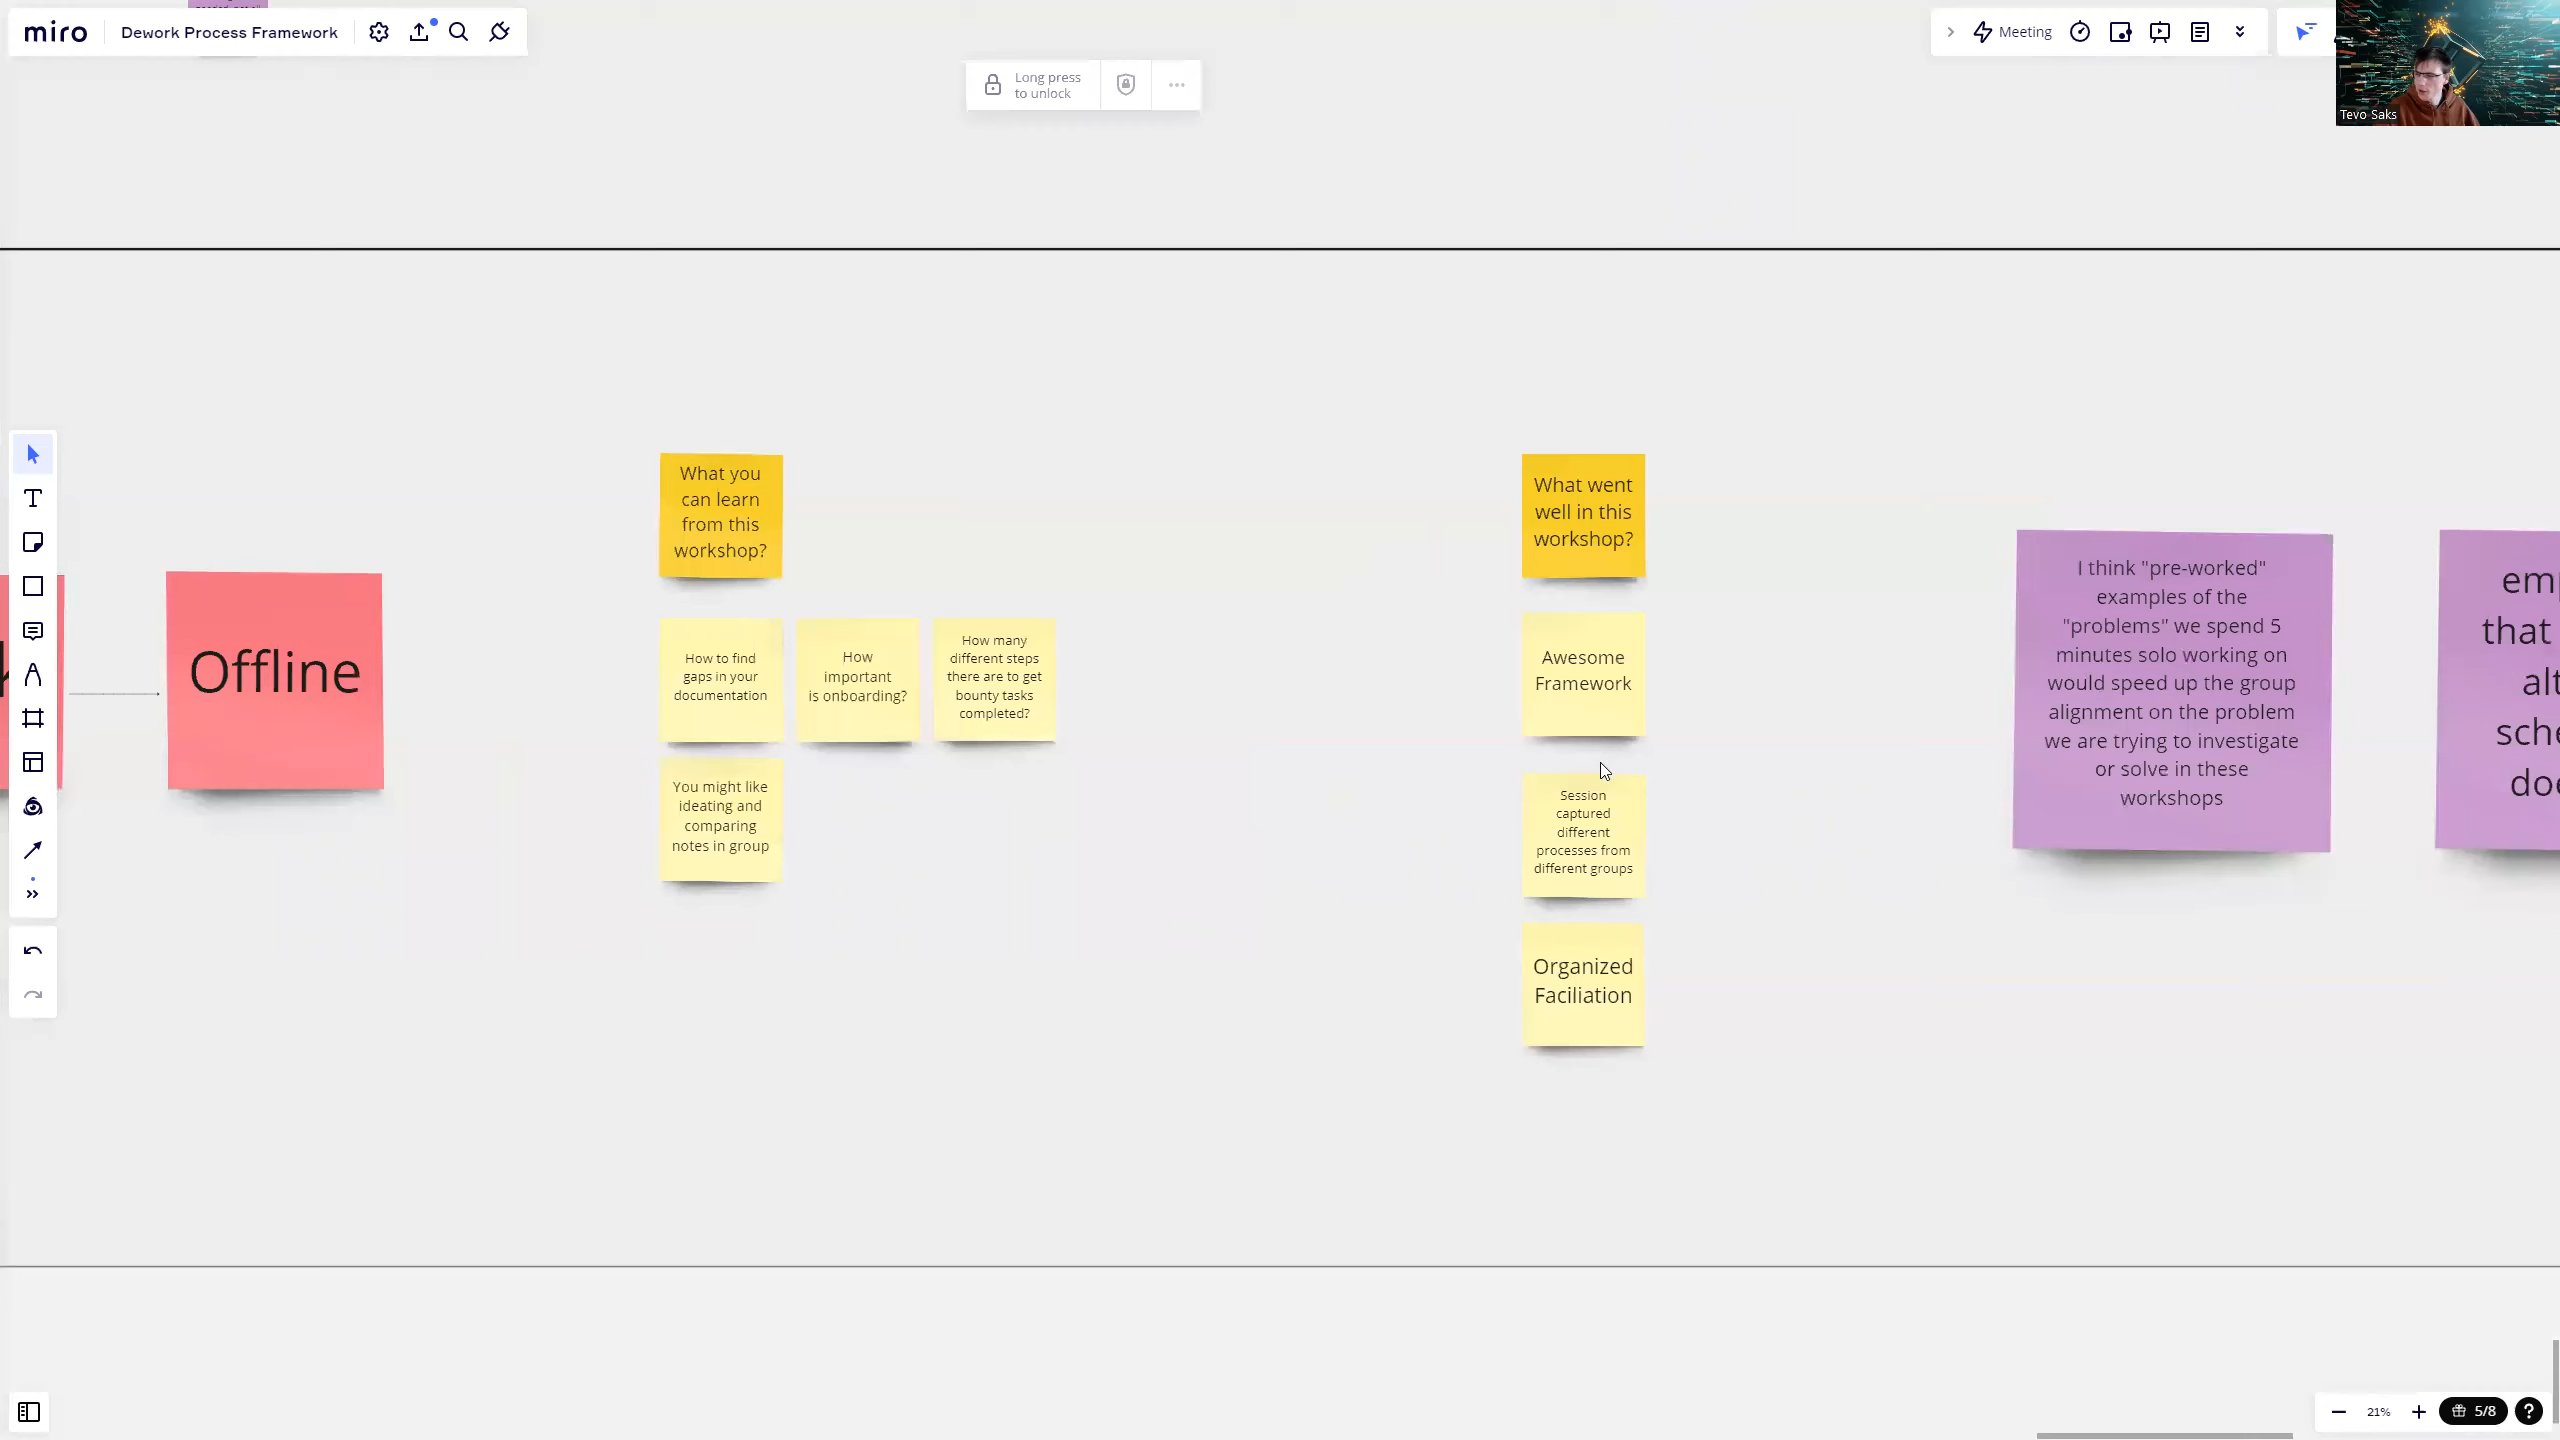 miro
Dework Process Framework
Meeting
Long press
to unlock
Tevo Saks
Offline
What you
can learn
from this
workshop?
How to find
gaps in your
documentation
How
important
is onboarding?
How many
different steps
there are to get
bounty tasks
completed?
You might like
ideating and
comparing
notes in group
What went
well in this
workshop?
Awesome
Framework
Session
captured
different
processes from
different groups
Organized
Faciliation
I think "pre-worked"
examples of the
"problems" we spend 5
minutes solo working on
would speed up the group
alignment on the problem
we are trying to investigate
or solve in these
workshops
that
21%
5/8
?